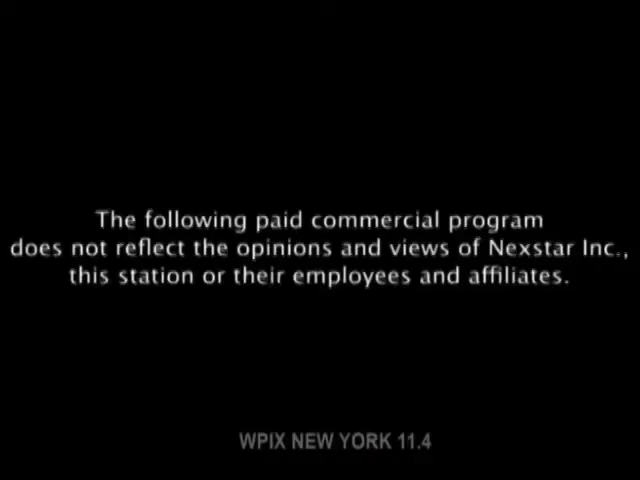 The following paid commercial program
does not reflect the opinions and views of Nexstar Inc.,
this station or their employees and affiliates.
WPIX NEW YORK 11.4